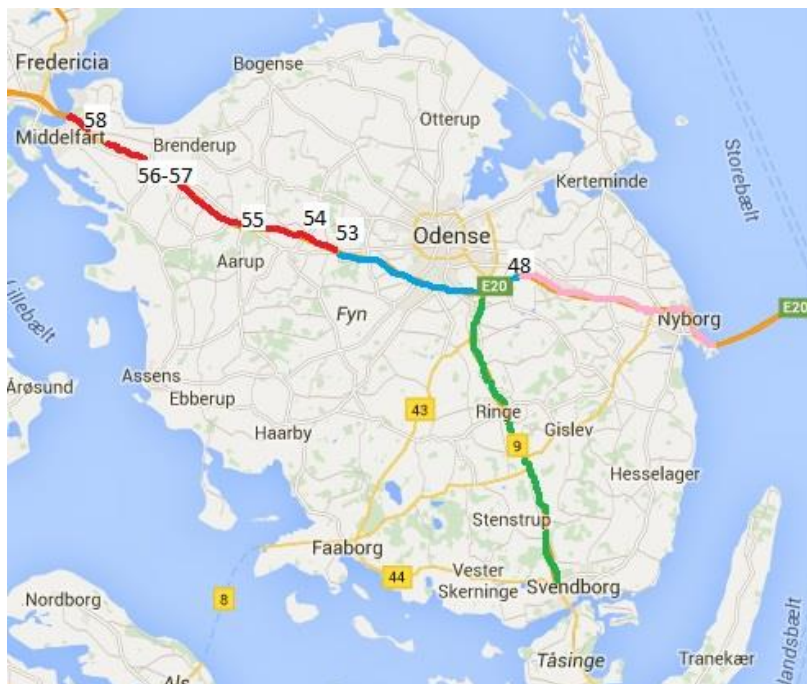 Fredericia
Bogense
58
Middelfart
Otterup
Brenderup
56-57
Kerteminde
Storebælt
55
54
53
Odense
Aarup
48
E20
E20
Lillebælt
Fyn
Nyborg
Assens
Årøsund
Ebberup
43
Ringe
Haarby
9
Gislev
Hesselager
Stenstrup
Faaborg
44
Vester
Skerninge
Svendborg
Nordborg
8
Tåsinge
Tranekær
Als
landsbælt